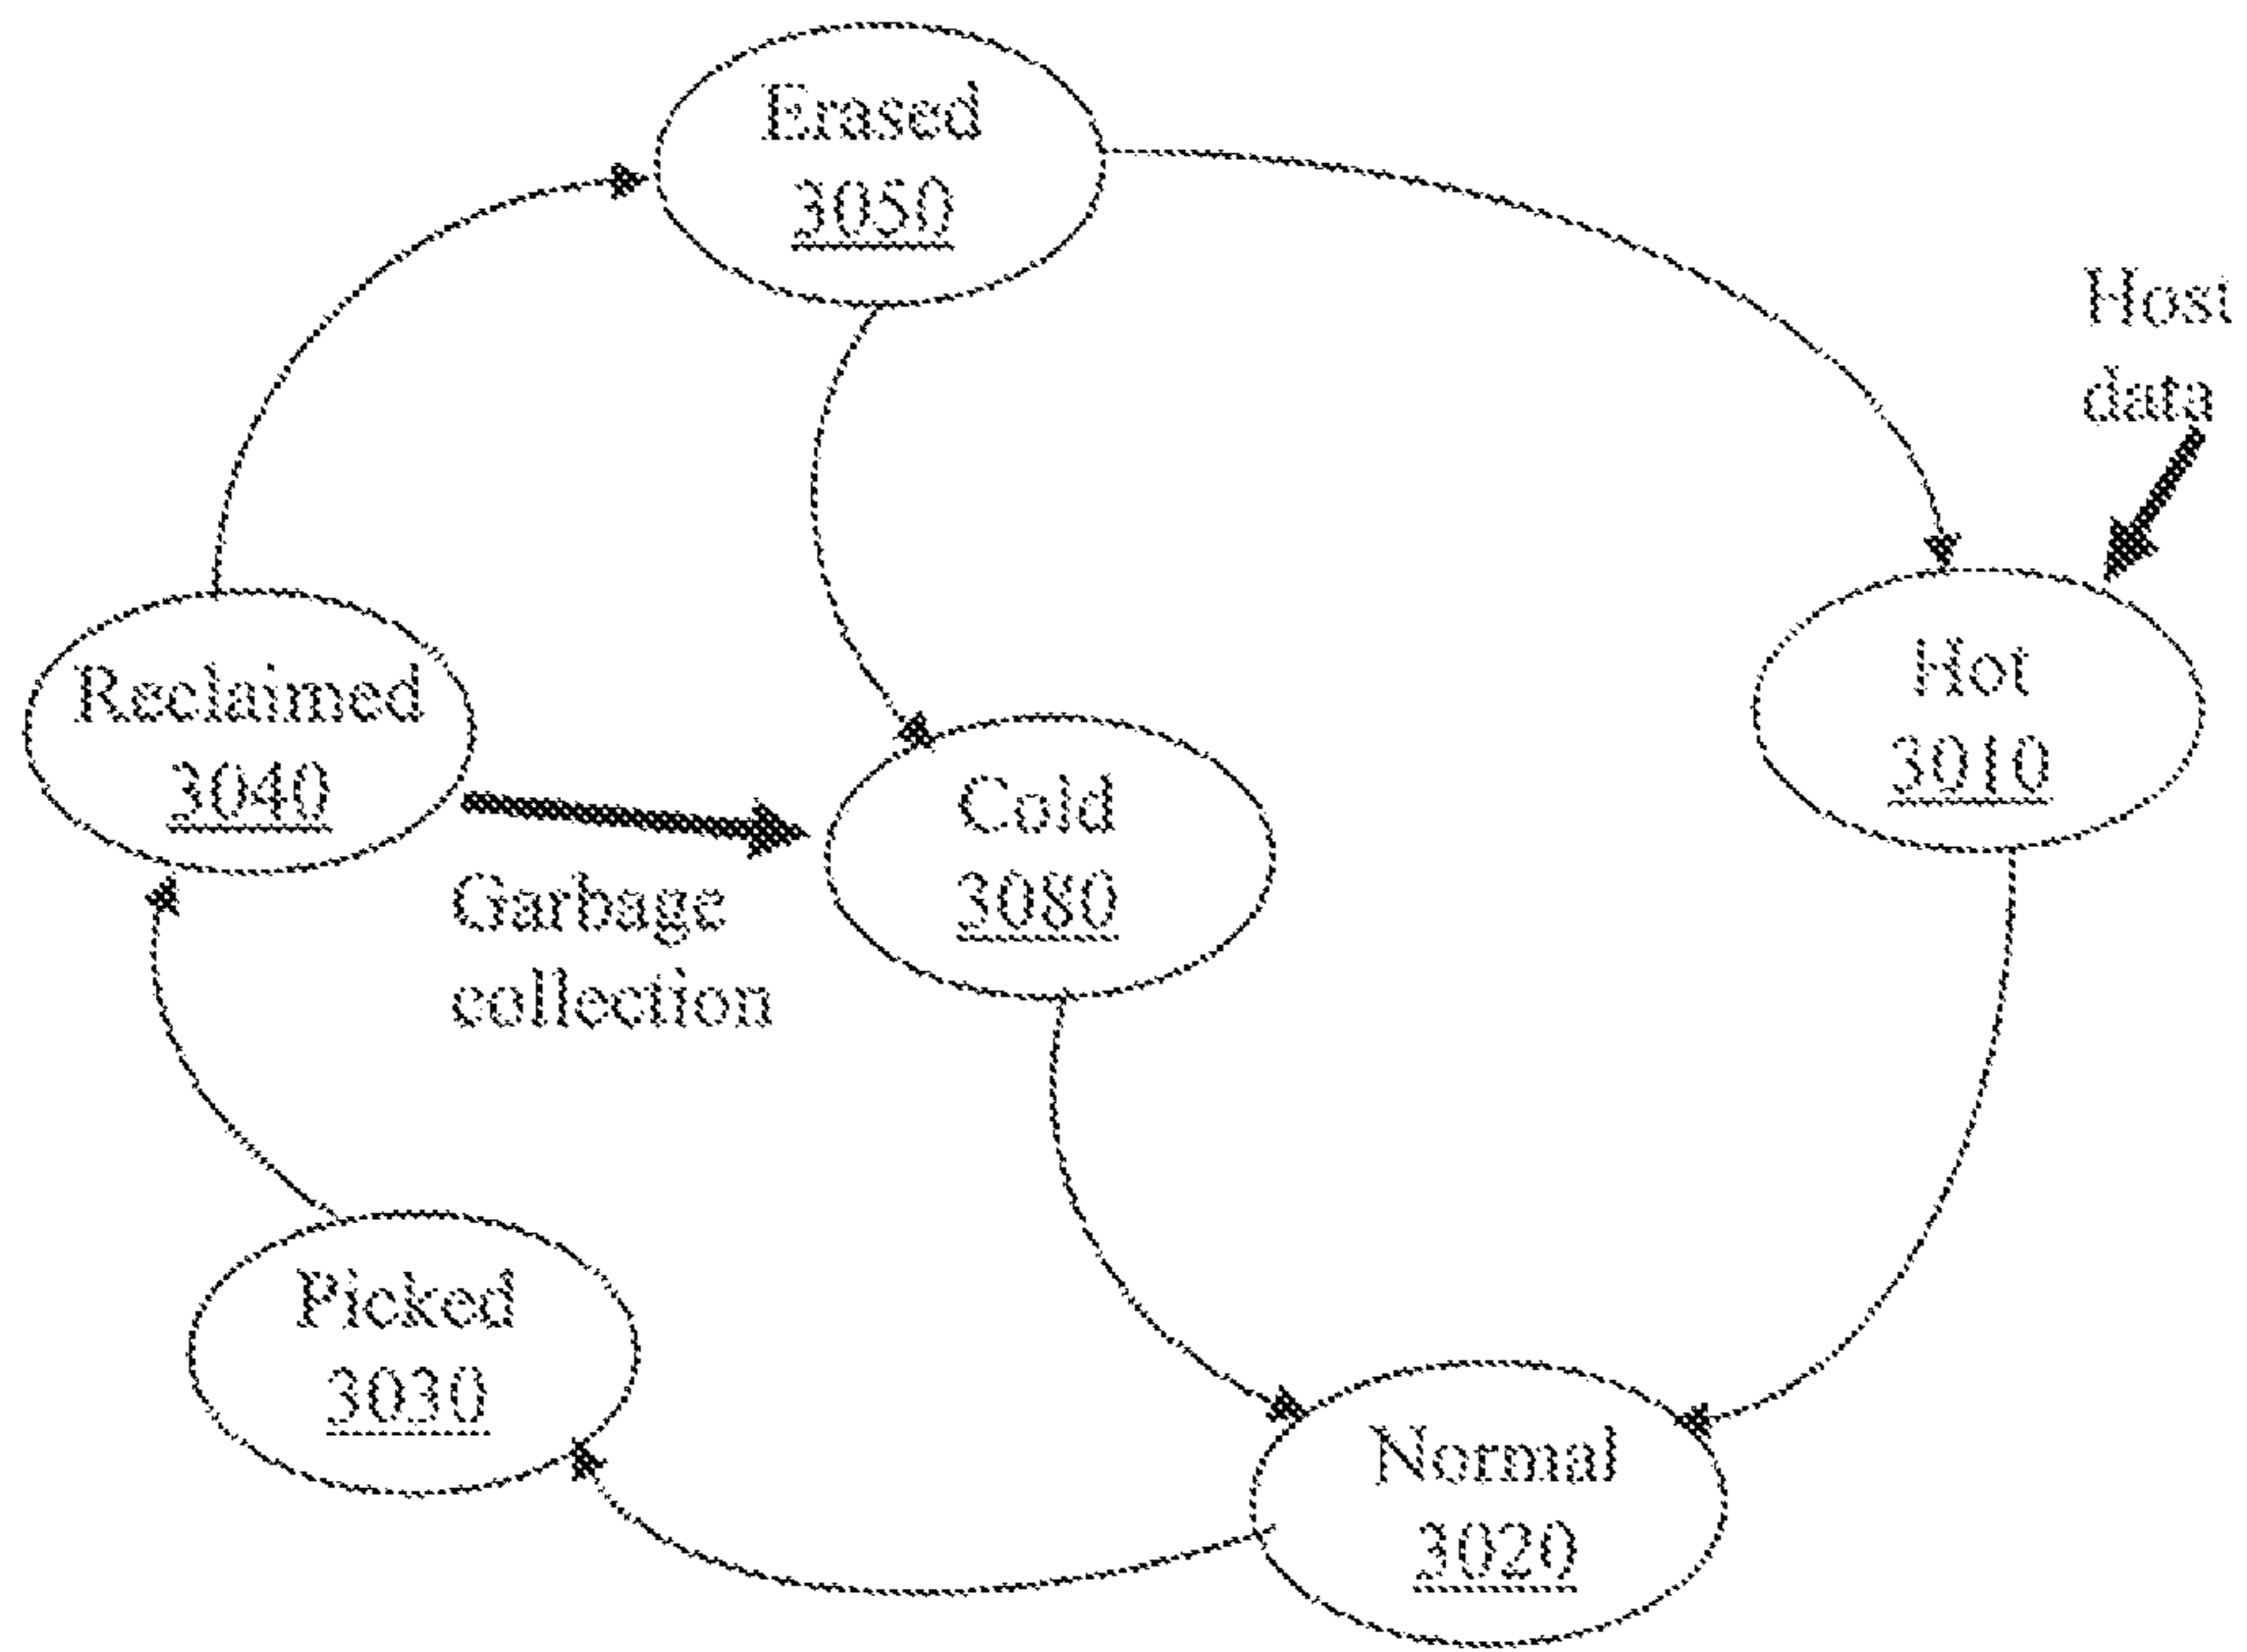 Erased
3050
Host
data
Reclaimed
3040
Hot
3010
Cold
3080
Garbage
collection
Picked
3030
Normal
3020